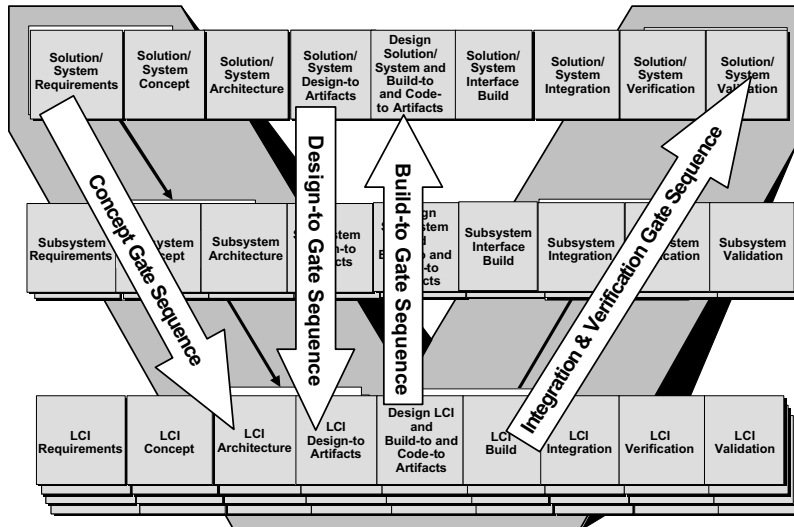 Solution/
System
Requirements
Solution/
System
Concept
Solution/
System
Architecture
Solution/
System
Design-to
Artifacts
Design
Solution/
System and
Build-to
and Code-
to Artifacts
Solution/
System
Interface
Build
Solution/
System
Integration
Solution/
System
Verification
Solution/
System
Validation
Concept Gate Sequence
Design-to Gate Sequence
Build-to Gate Sequence
Integration & Verification Gate Sequence
Subsystem
Requirements
Subsystem
Architecture
Design
Subsystem
Interface
Build
Subsystem
Integration
Subsystem
Validation
LCI
Requirements
LCI
Concept
LCI
Architecture
LCI
Design-to
Artifacts
Design LCI
and
Build-to and
Code-to
Artifacts
LCI
Build
LCI
Integration
LCI
Verification
LCI
Validation